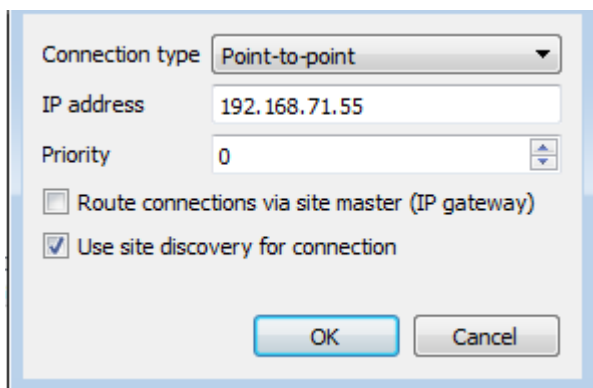 Connection type Point-to-point
IP address 192.168.71.55
Priority 0
Route connections via site master (IP gateway)
Use site discovery for connection
OK Cancel